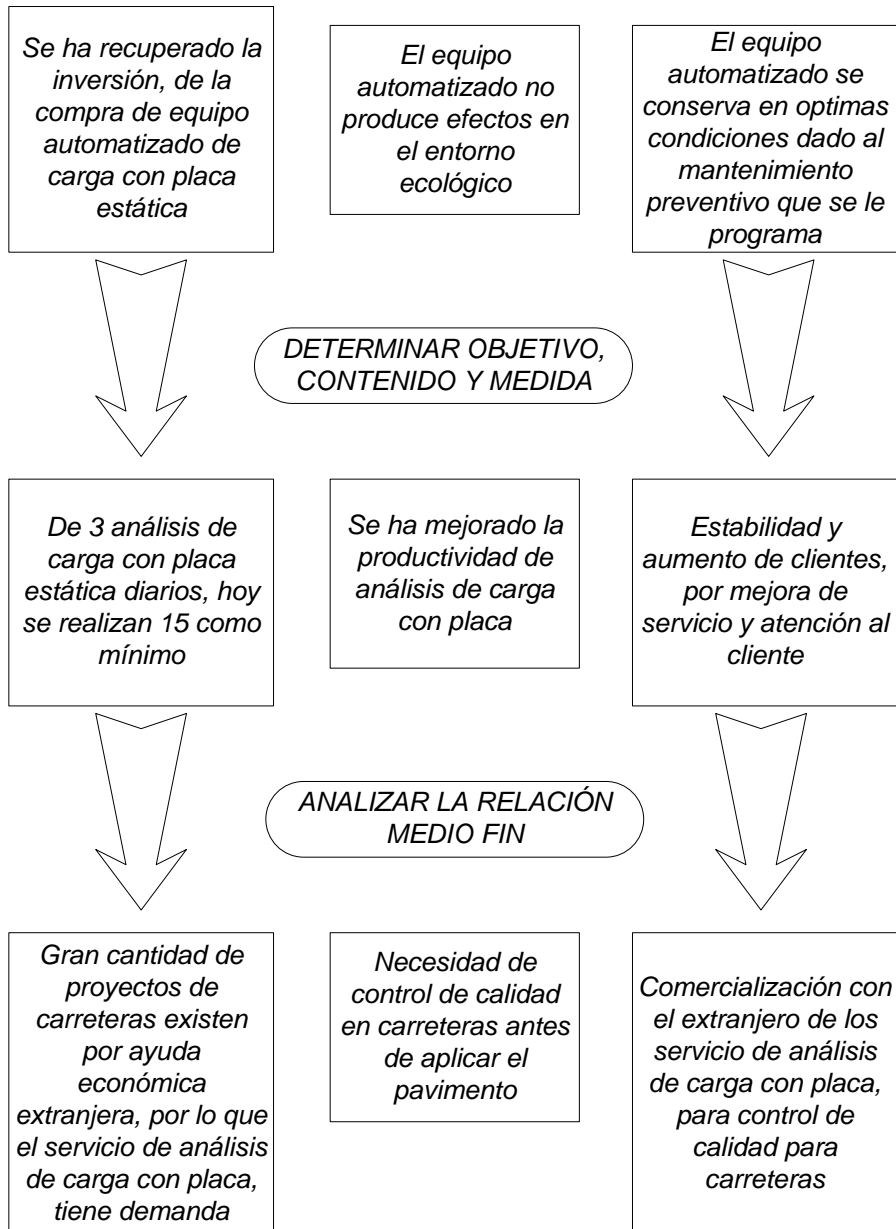 Se ha recuperado la
inversión, de la
compra de equipo
automatizado de
carga con placa
estática
El equipo
automatizado no
produce efectos en
el entorno
ecológico
El equipo
automatizado se
conserva en optimas
condiciones dado al
mantenimiento
preventivo que se le
programa
DETERMINAR OBJETIVO,
CONTENIDO Y MEDIDA
De 3 análisis de
carga con placa
estática diarios, hoy
se realizan 15 como
mínimo
Se ha mejorado la
productividad de
análisis de carga
con placa
Estabilidad y
aumento de clientes,
por mejora de
servicio y atención al
cliente
ANALIZAR LA RELACIÓN
MEDIO FIN
Gran cantidad de
proyectos de
carreteras existen
por ayuda
económica
extranjera, por lo que
el servicio de análisis
de carga con placa,
tiene demanda
Necesidad de
control de calidad
en carreteras antes
de aplicar el
pavimento
Comercialización con
el extranjero de los
servicio de análisis
de carga con placa,
para control de
calidad para
carreteras